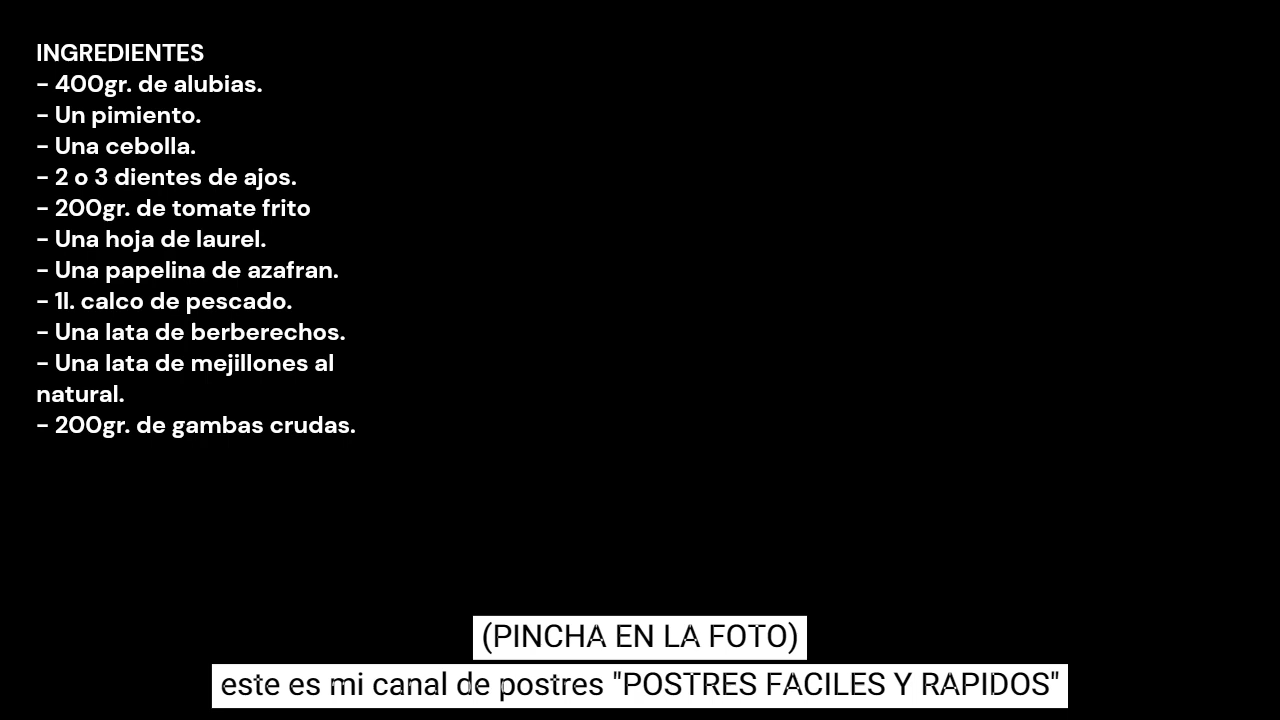 INGREDIENTES
- 400gr. de alubias.
- Un pimiento.
- Una cebolla.
- 2 o 3 dientes de ajos.
- 200gr. de tomate frito
- Una hoja de laurel.
- Una papelina de azafran.
- 1l. calco de pescado.
- Una lata de berberechos.
- Una lata de mejillones al
natural.
- 200gr. de gambas crudas.
(PINCHA EN LA FOTO)
este es mi canal de postres "POSTRES FACILES Y RAPIDOS"